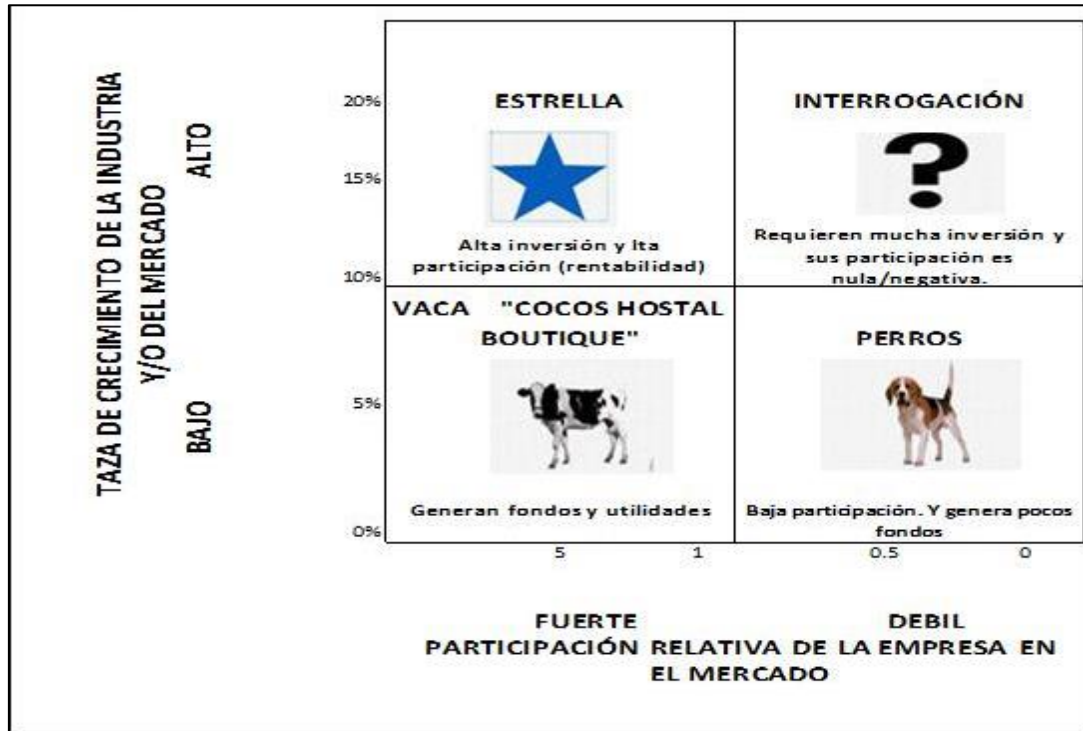 TAZA DE CRECIMIENTO DE LA INDUSTRIA
Y/O DEL MERCADO
ALTO
BAJO
20%
15%
10%
5%
0%
ESTRELLA
Alta inversión y lta
participación (rentabilidad)
INTERROGACIÓN
?
Requieren mucha inversión y
sus participación es
nula/negativa.
VACA "COCOS HOSTAL
BOUTIQUE"
Generan fondos y utilidades
PERROS
Baja participación. Y genera pocos
fondos
5 1 0.5 0
FUERTE DEBIL
PARTICIPACIÓN RELATIVA DE LA EMPRESA EN
EL MERCADO